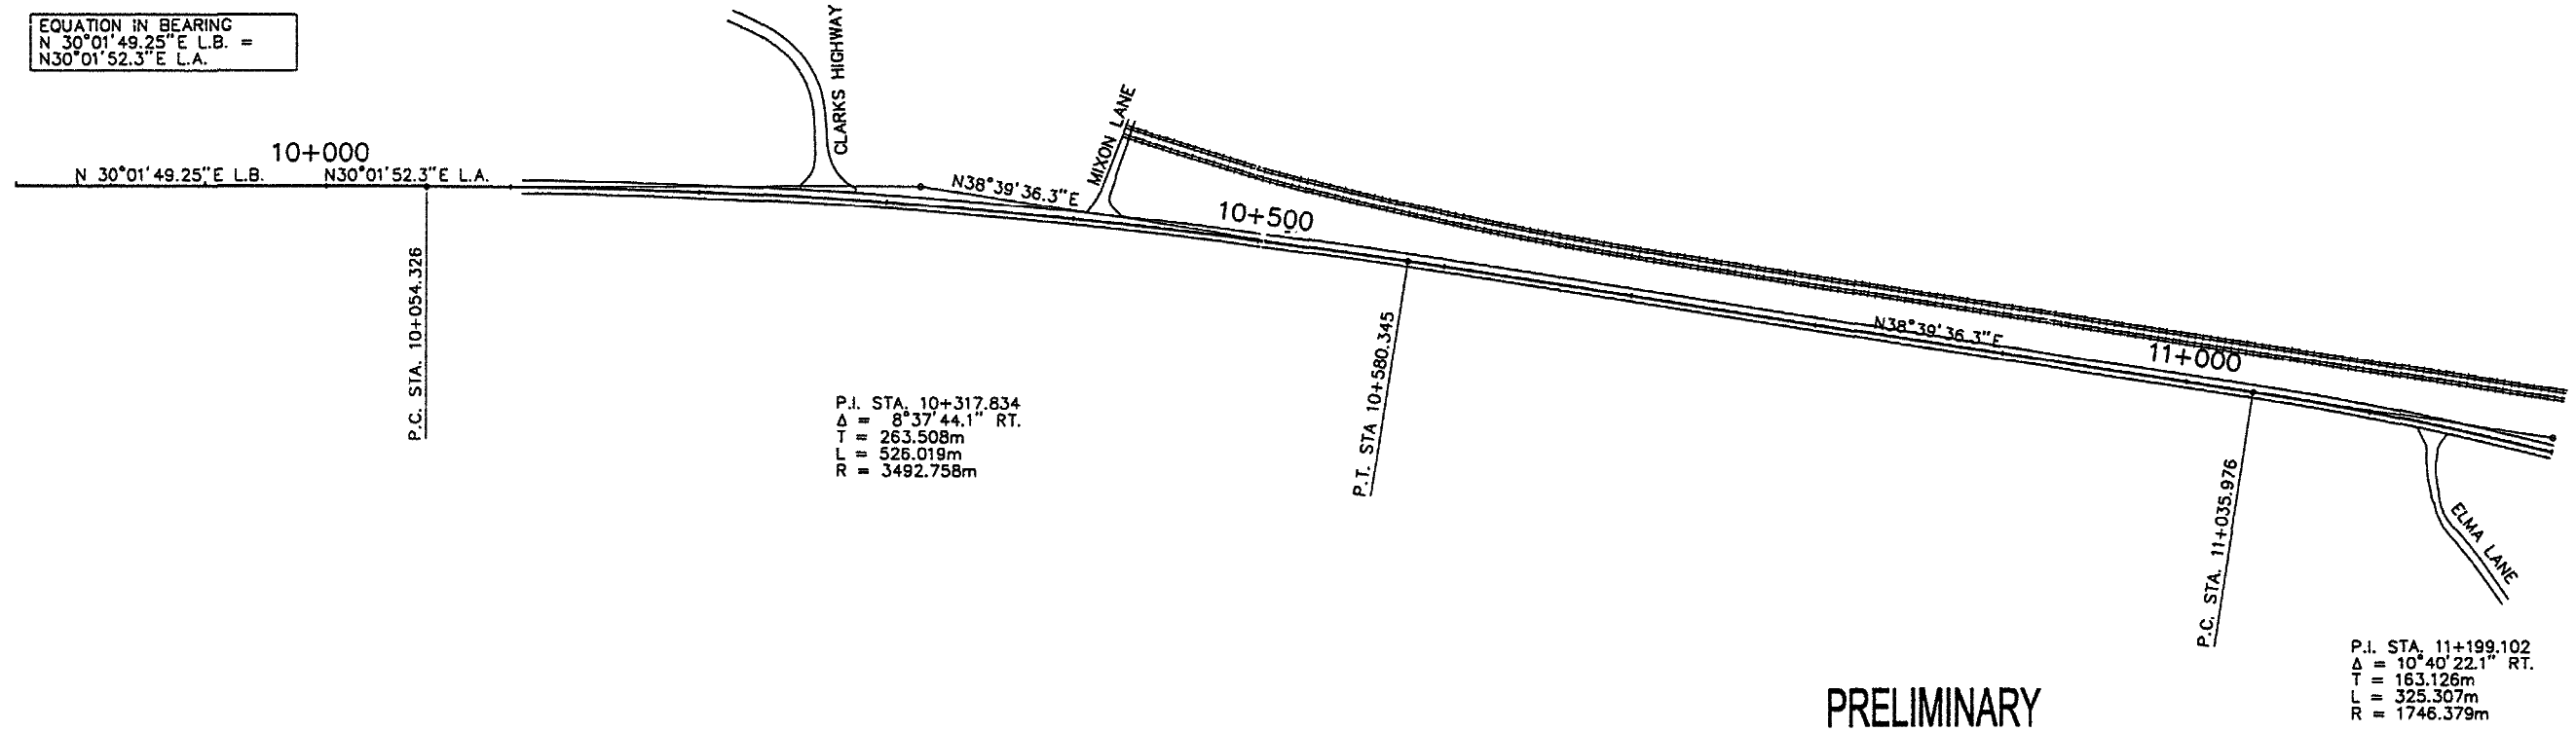 EQUATION IN BEARING
N 30°01'49.25"E L.B. =
N30°01'52.3"E L.A.
10+000
N 30°01'49.25"E L.B.
N30°01'52.3"E L.A.
CLARKS HIGHWAY
N38°39'36.3"E
MIXON LANE
10+500
P.C. STA. 10+054.326
P.I. STA. 10+317.834
Δ = 8°37'44.1" RT.
T = 263.508m
L = 526.019m
R = 3492.758m
P.T. STA 10+580.345
N38°39'36.3"E
11+000
P.C. STA. 11+035.976
ELMA LANE
P.I. STA. 11+199.102
Δ = 10°40'22.1" RT.
T = 163.126m
L = 325.307m
R = 1746.379m
PRELIMINARY